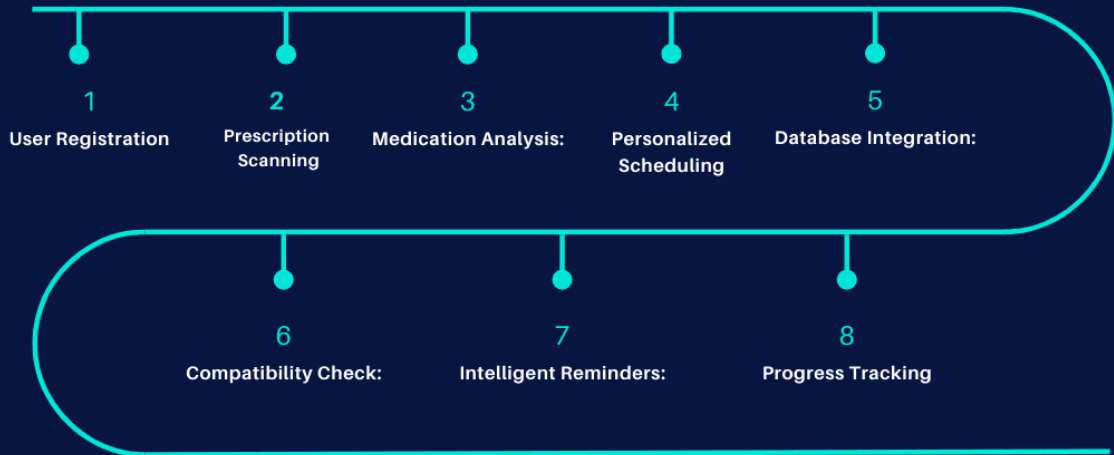 1
2
3
4
5
User Registration
Prescription
Scanning
Medication Analysis:
Personalized
Scheduling
Database Integration:
6
7
8
Compatibility Check:
Intelligent Reminders:
Progress Tracking